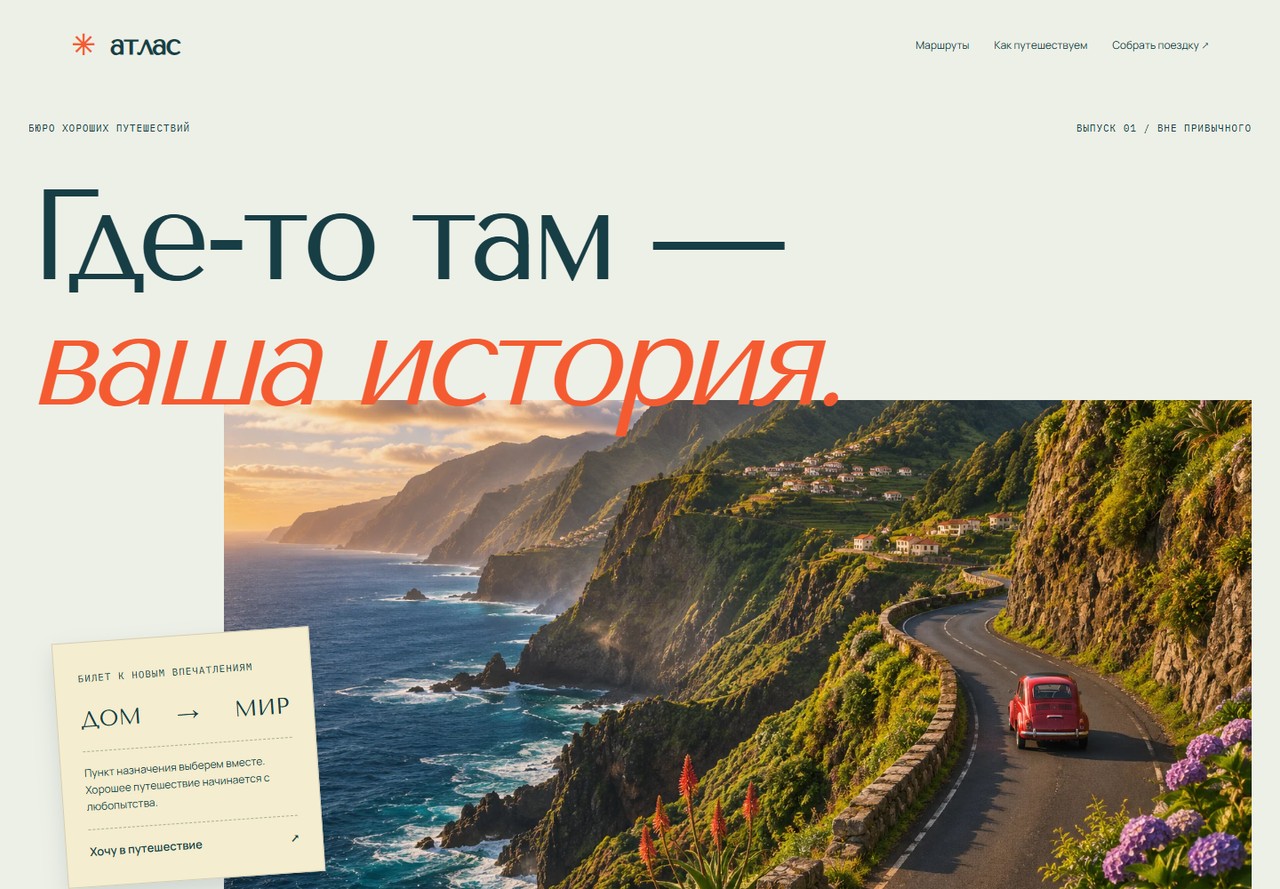 атлас
Маршруты
Как путешествуем
Собрать поездку ↗
БЮРО ХОРОШИХ ПУТЕШЕСТВИЙ
ВЫПУСК 01 / ВНЕ ПРИВЫЧНОГО
Где-то там —
ваша история.
БИЛЕТ К НОВЫМ ВПЕЧАТЛЕНИЯМ
ДОМ → МИР
Пункт назначения выберем вместе.
Хорошее путешествие начинается с
любопытства.
Хочу в путешествие ↗